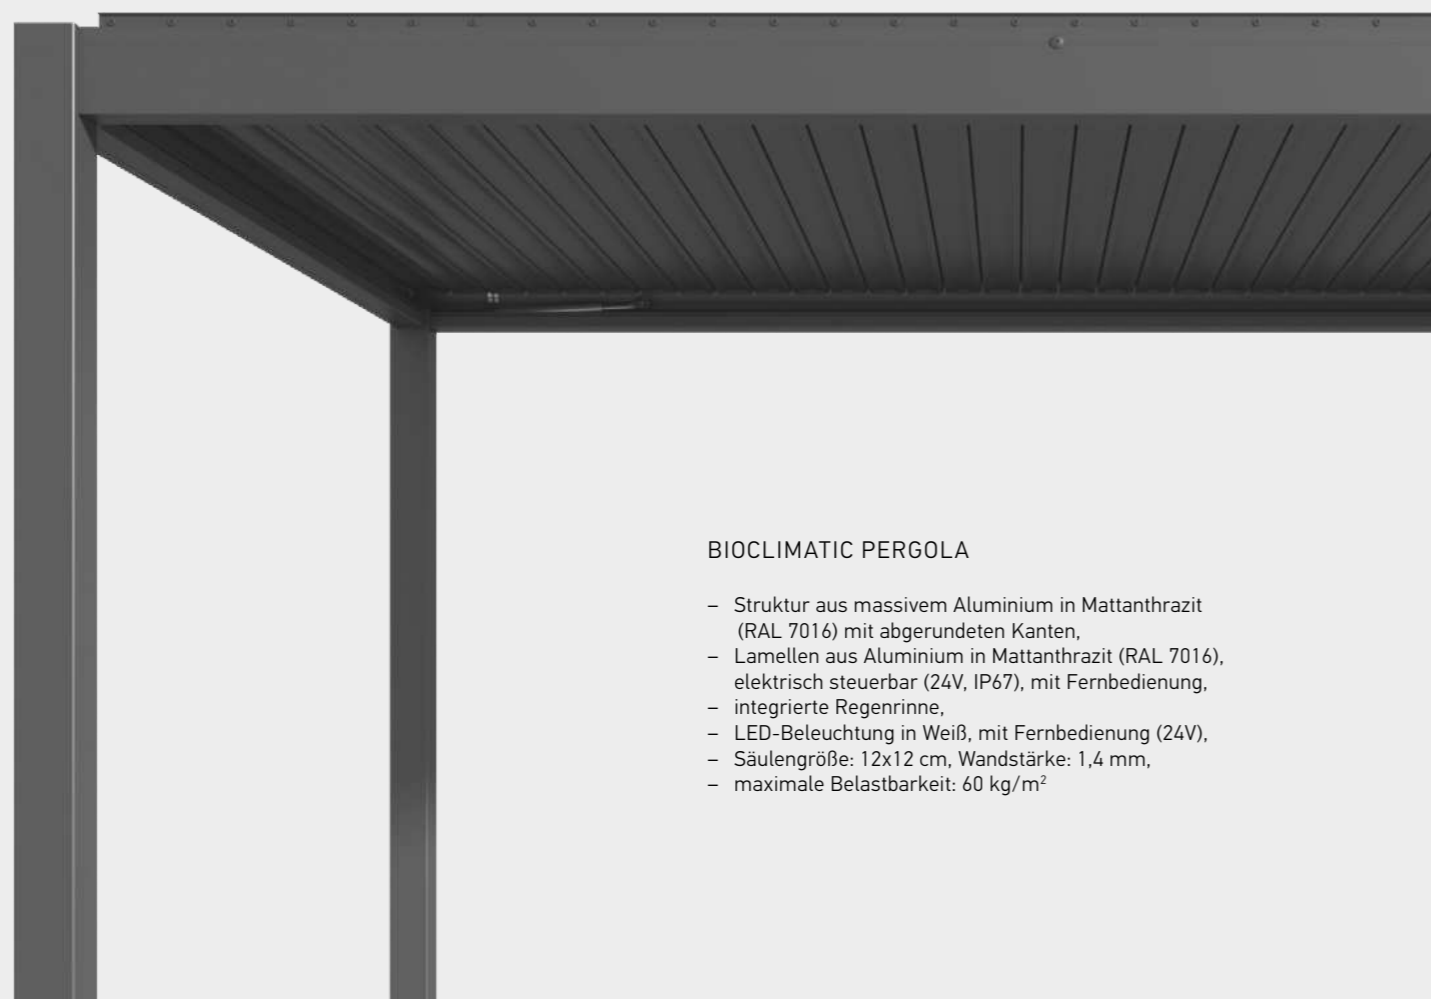 BIOCLIMATIC PERGOLA
– Struktur aus massivem Aluminium in Mattanthrazit
(RAL 7016) mit abgerundeten Kanten,
– Lamellen aus Aluminium in Mattanthrazit (RAL 7016),
elektrisch steuerbar (24V, IP67), mit Fernbedienung,
– integrierte Regenrinne,
– LED-Beleuchtung in Weiß, mit Fernbedienung (24V),
– Säulengröße: 12x12 cm, Wandstärke: 1,4 mm,
– maximale Belastbarkeit: 60 kg/m²